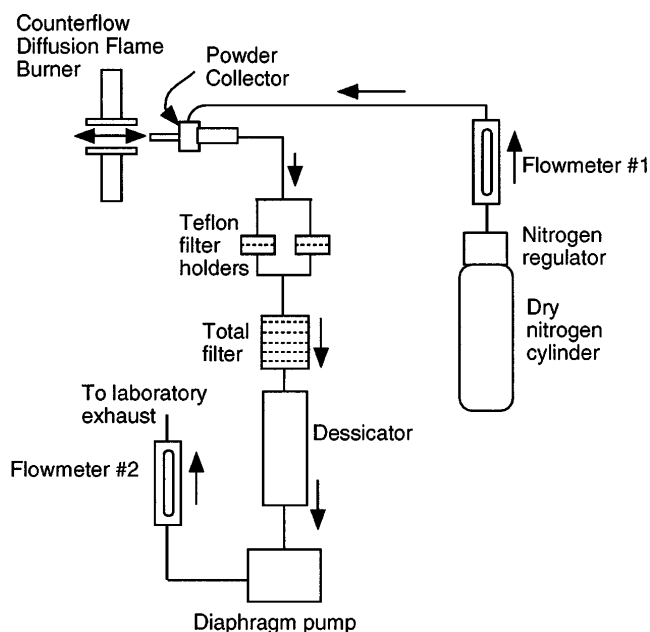 Counterflow
Diffusion Flame
Burner
Powder
Collector
Flowmeter #1
Teflon
filter
holders
Nitrogen
regulator
Total
filter
Dry
nitrogen
cylinder
To laboratory
exhaust
Dessicator
Flowmeter #2
Diaphragm pump